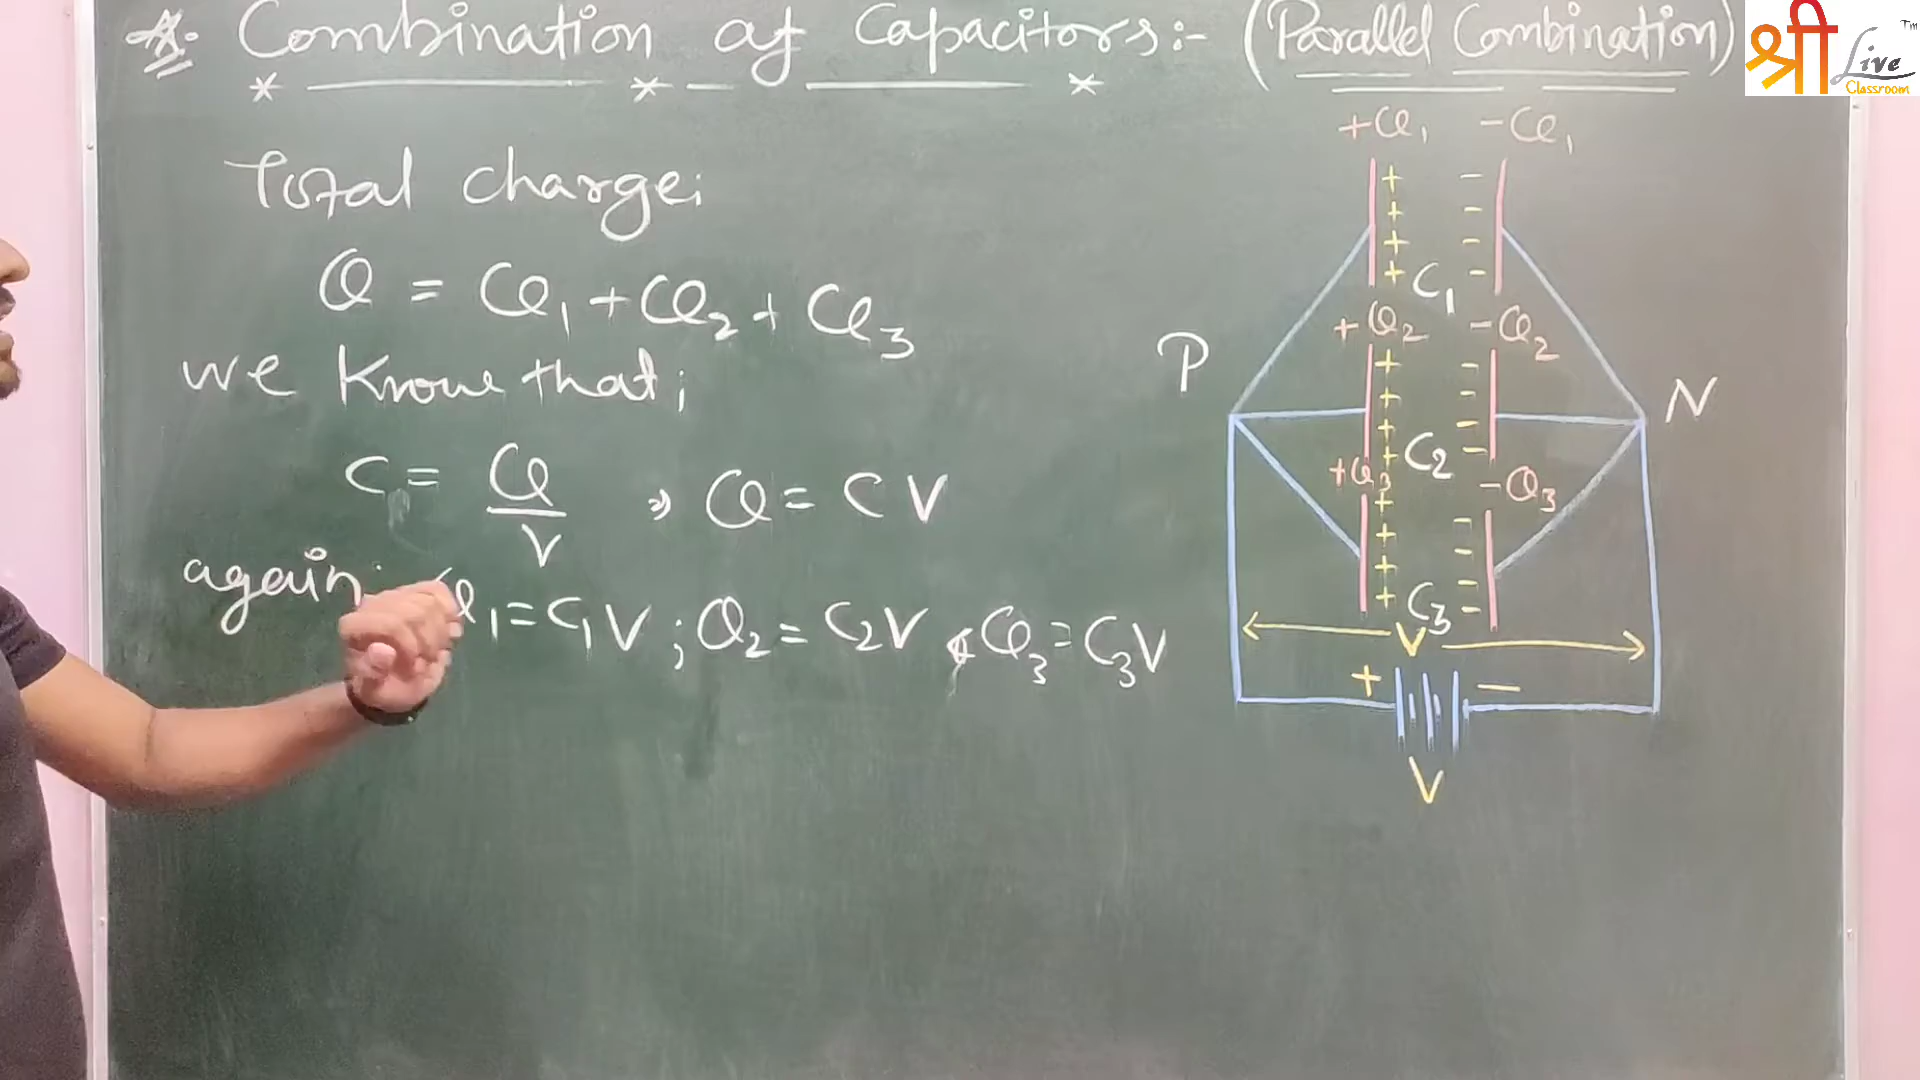 * Combination of Capacitors:- (Parallel Combination)
श्री Live Classroom ™
Total charge;
Q = Q₁ + Q₂ + Q₃
we know that;
C = Q/V ⇒ Q = CV
again; Q₁ = C₁V ; Q₂ = C₂V & Q₃ = C₃V
+Q₁ -Q₁
C₁
+Q₂ -Q₂
P N
C₂
+Q₃ -Q₃
C₃
V
+ -
V